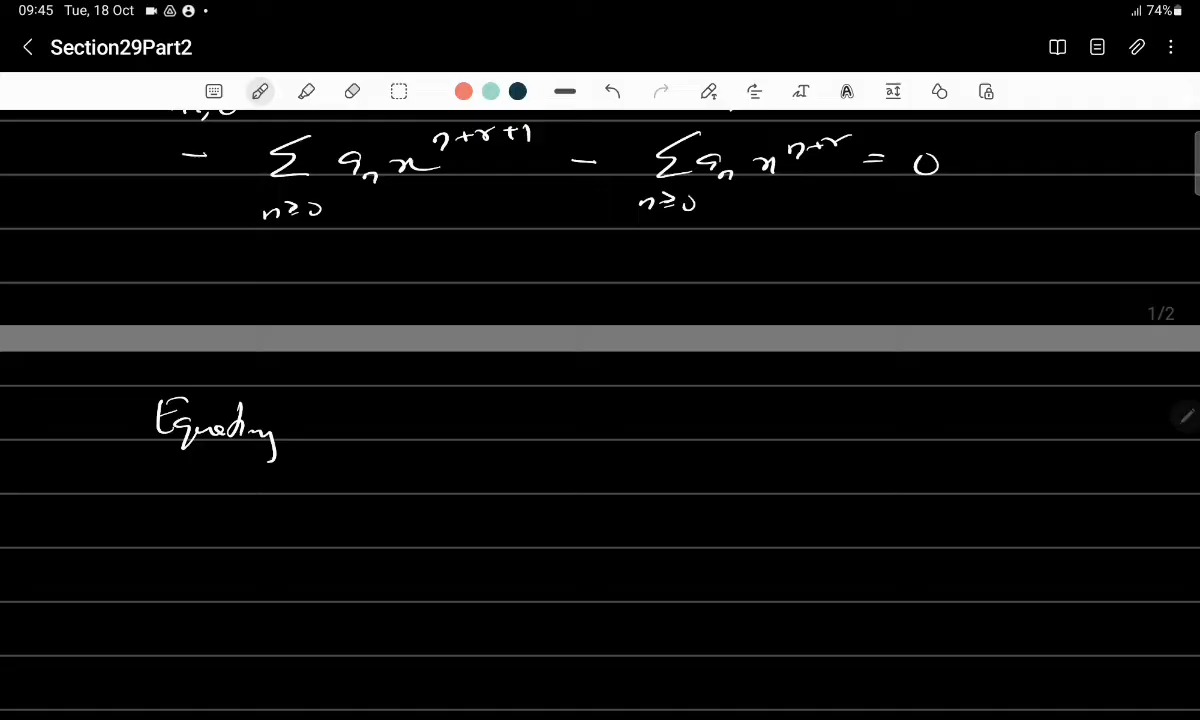 09:45 Tue, 18 Oct 74%
Section29Part2
- ∑ aₙ x^(n+r+1) - ∑ aₙ x^(n+r) = 0
n≥0 n≥0
1/2
Equating